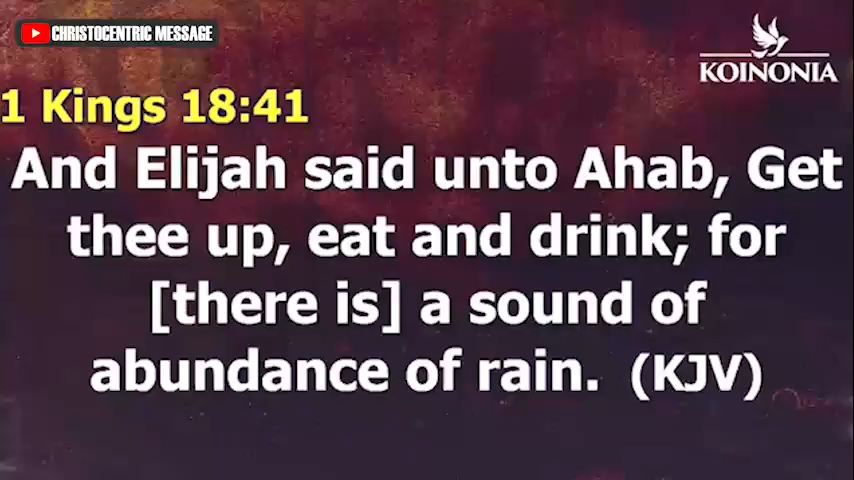 CHRISTOCENTRIC MESSAGE
KOINONIA
1 Kings 18:41
And Elijah said unto Ahab, Get
thee up, eat and drink; for
[there is] a sound of
abundance of rain. (KJV)